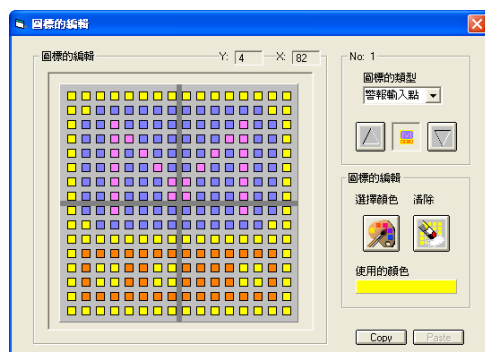 圖標的編輯
圖標的編輯 Y: 4 X: 82
No: 1
圖標的類型
警報輸入點
圖標的編輯
選擇顏色 清除
使用的顏色
Copy Paste